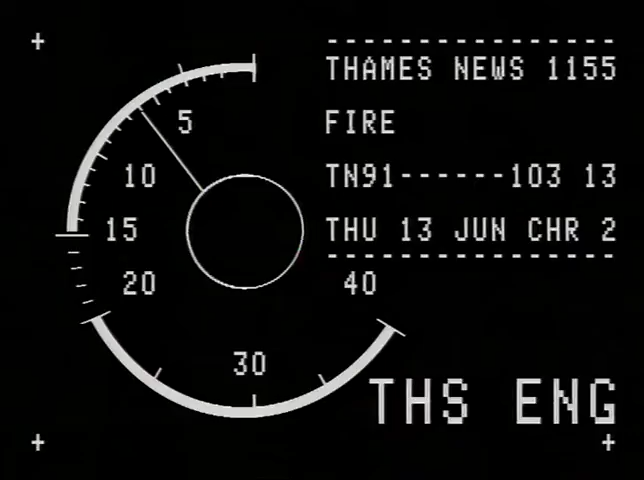 THAMES NEWS 1155
FIRE
TN91------103 13
THU 13 JUN CHR 2
5
10
15
20
30
40
THS ENG